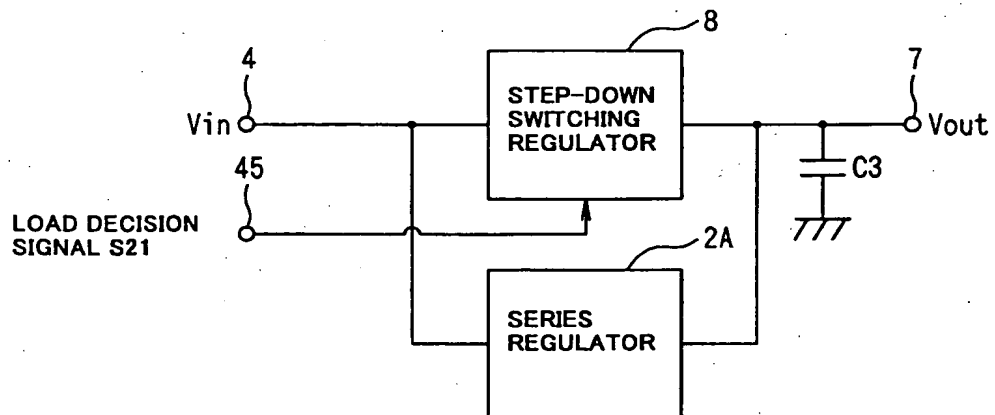 8
4
7
STEP-DOWN
SWITCHING
REGULATOR
Vin
Vout
45
C3
LOAD DECISION
SIGNAL S21
2A
SERIES
REGULATOR